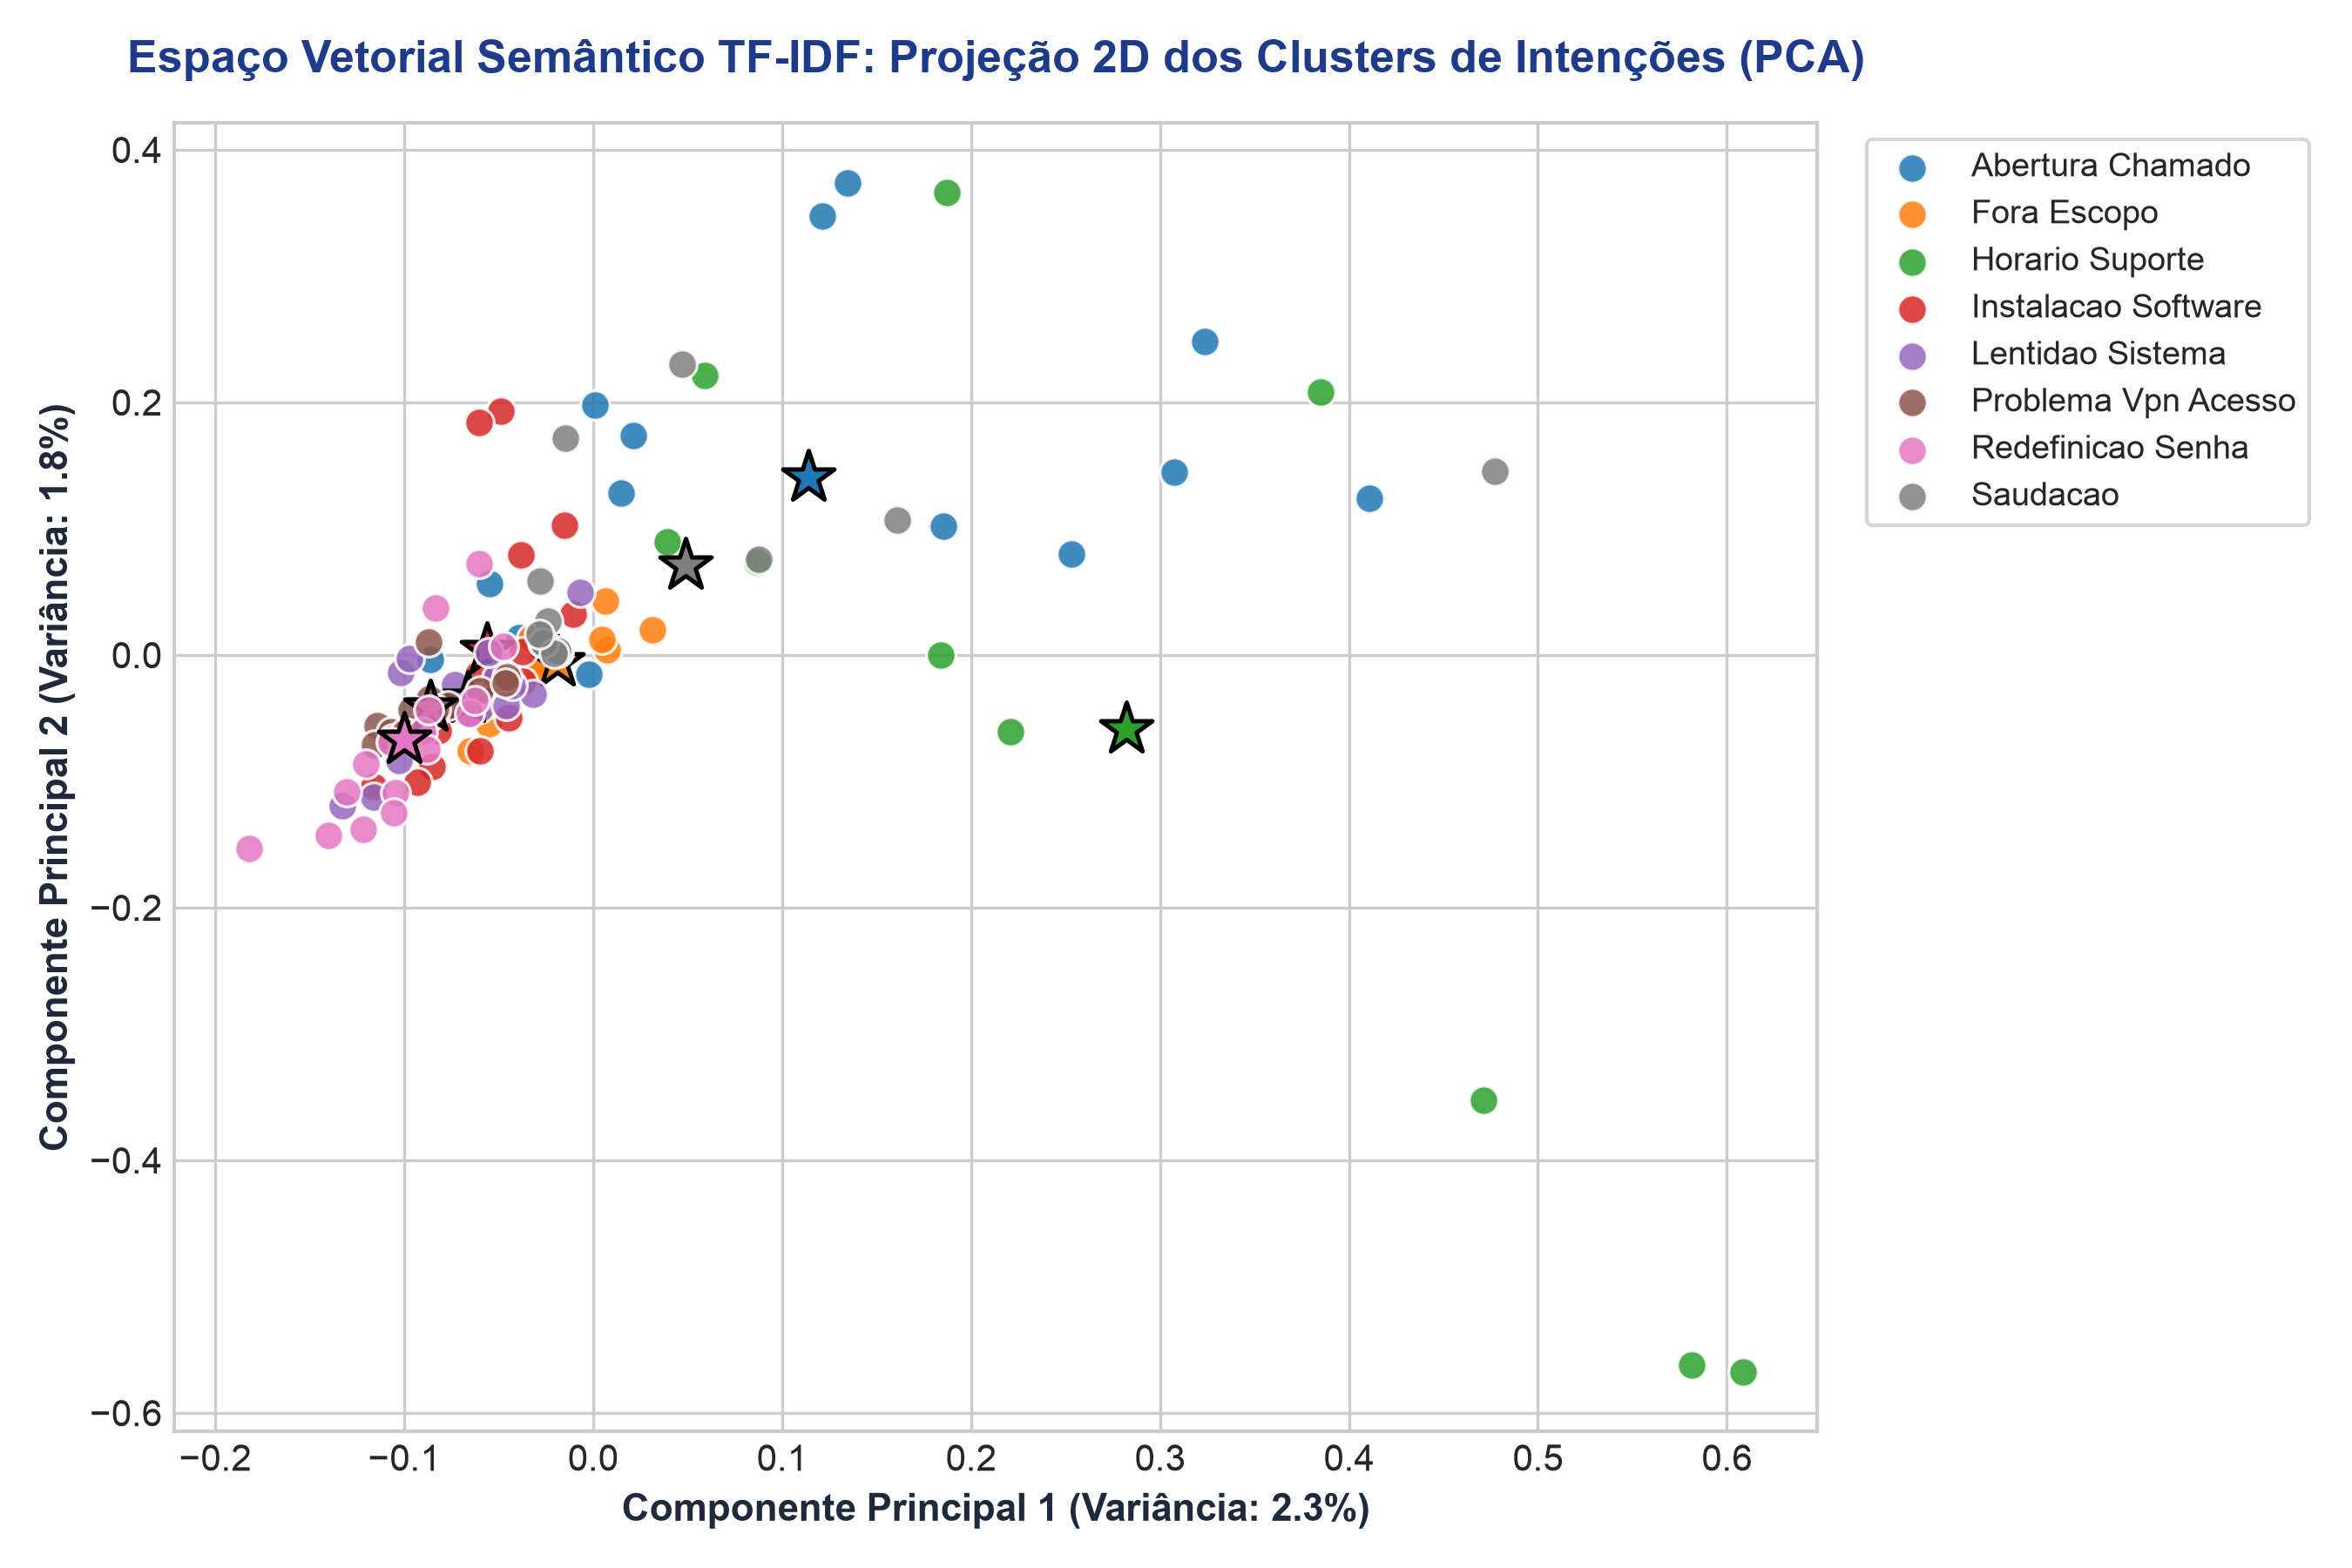 Espaço Vetorial Semântico TF-IDF: Projeção 2D dos Clusters de Intenções (PCA)
Componente Principal 2 (Variância: 1.8%)
0.4
0.2
0.0
−0.2
−0.4
−0.6
−0.2
−0.1
0.0
0.1
0.2
0.3
0.4
0.5
0.6
Componente Principal 1 (Variância: 2.3%)
Abertura Chamado
Fora Escopo
Horario Suporte
Instalacao Software
Lentidao Sistema
Problema Vpn Acesso
Redefinicao Senha
Saudacao